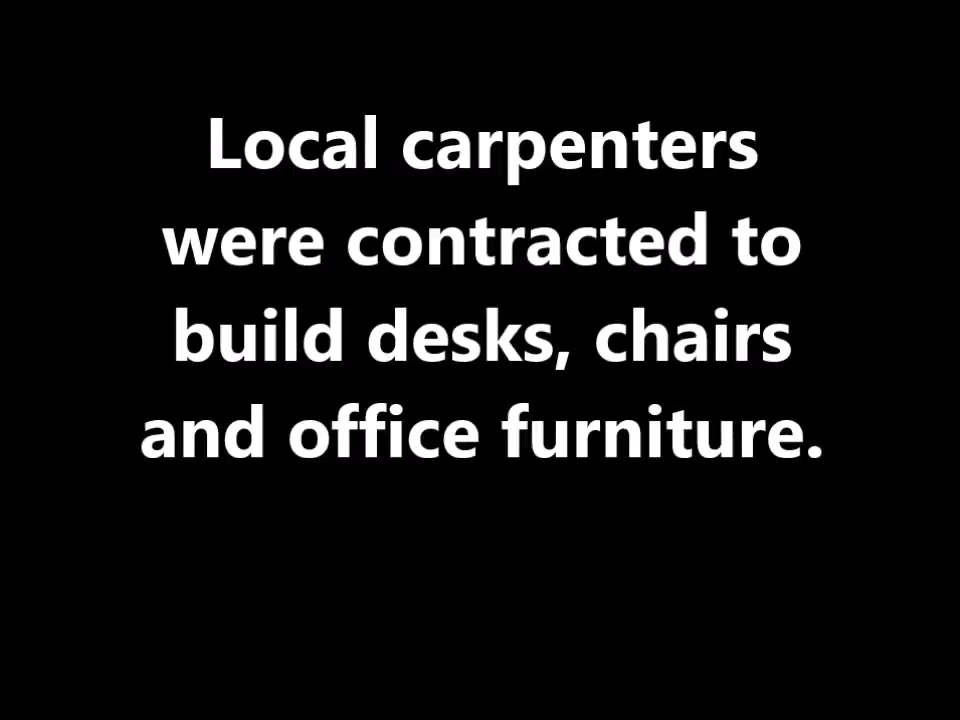 Local carpenters
were contracted to
build desks, chairs
and office furniture.